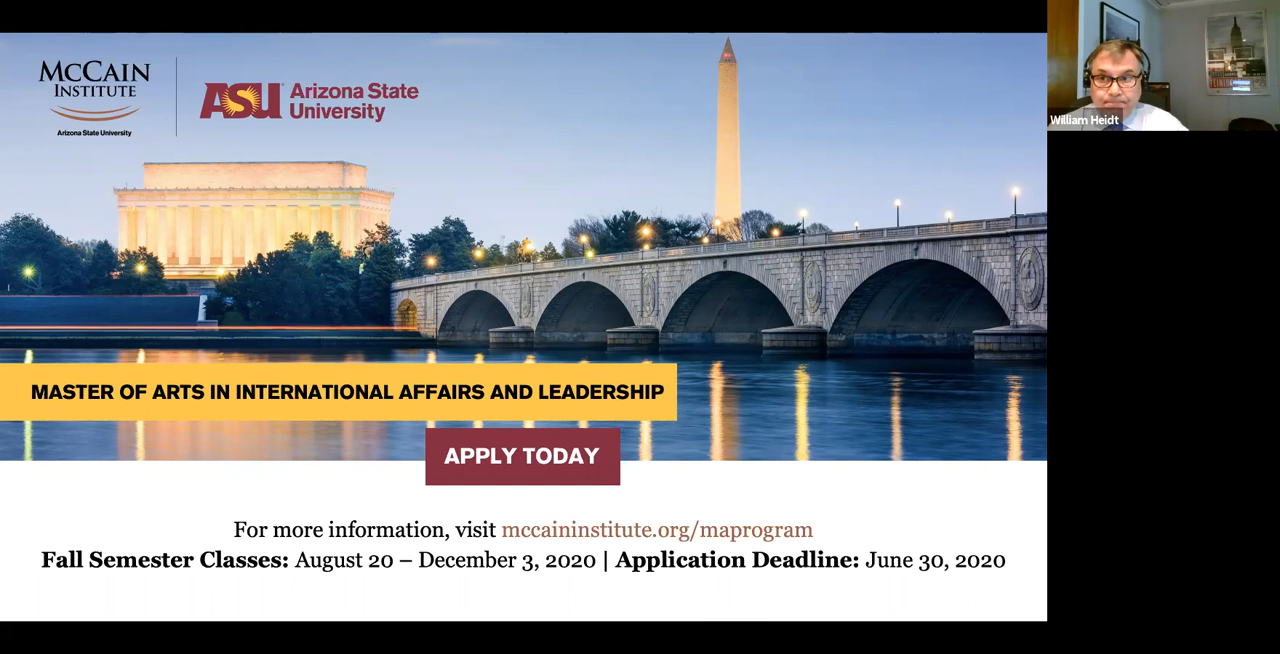 McCAIN
INSTITUTE
Arizona State University
ASU Arizona State
University
William Heidt
MASTER OF ARTS IN INTERNATIONAL AFFAIRS AND LEADERSHIP
APPLY TODAY
For more information, visit mccaininstitute.org/maprogram
Fall Semester Classes: August 20 – December 3, 2020 | Application Deadline: June 30, 2020